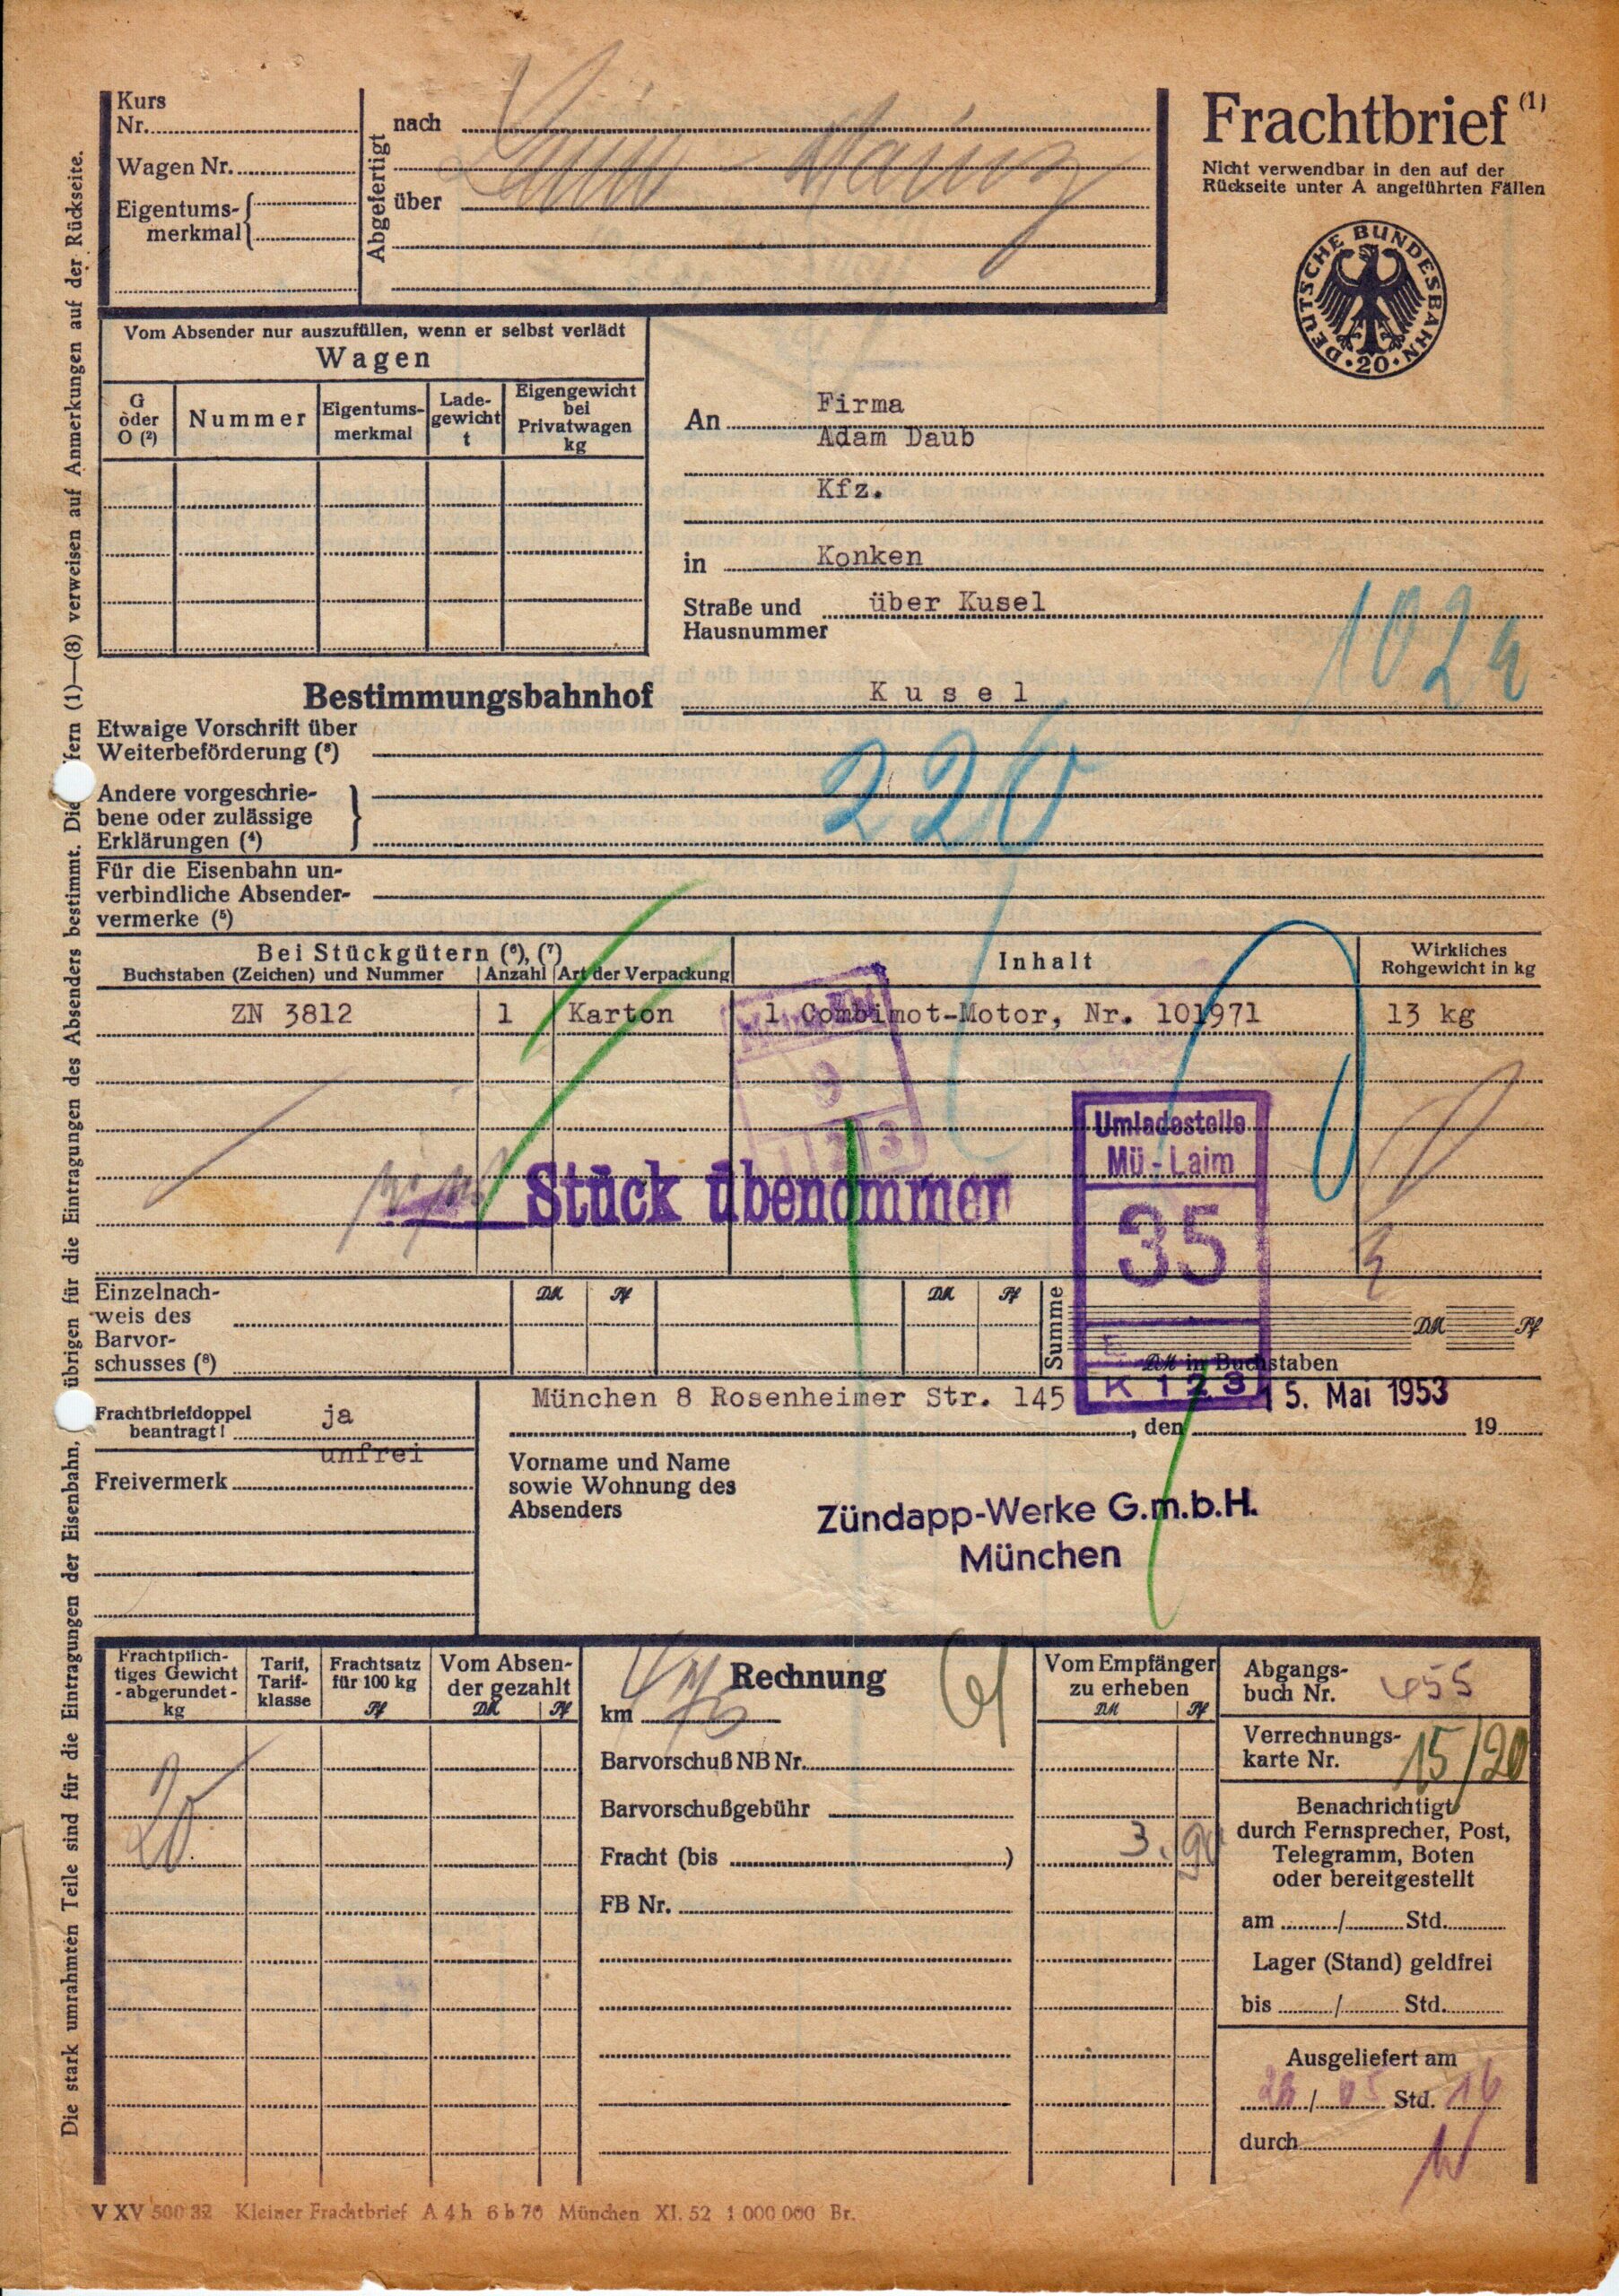 Kurs
Nr.
Wagen Nr.
Eigentums-
merkmal
Abgefertigt
nach
über
Frachtbrief (1)
Nicht verwendbar in den auf der
Rückseite unter A angeführten Fällen
DEUTSCHE BUNDESBAHN
· 20 ·
Vom Absender nur auszufüllen, wenn er selbst verlädt
Wagen
G
oder
O (2)
Nummer
Eigentums-
merkmal
Lade-
gewicht
t
Eigengewicht
bei
Privatwagen
kg
An
Firma
Adam Daub
Kfz.
in Konken
Straße und
Hausnummer
über Kusel
Bestimmungsbahnhof
K u s e l
Etwaige Vorschrift über
Weiterbeförderung (3)
Andere vorgeschrie-
bene oder zulässige
Erklärungen (4)
220
Für die Eisenbahn un-
verbindliche Absender-
vermerke (5)
Bei Stückgütern (6), (7)
Buchstaben (Zeichen) und Nummer
Anzahl
Art der Verpackung
Inhalt
Wirkliches
Rohgewicht in kg
ZN 3812
1
Karton
1 Combimot-Motor, Nr. 101971
13 kg
9
Stück übenommen
Umladestelle
Mü - Laim
35
E
K 1 2 3
Einzelnach-
weis des
Barvor-
schusses (8)
DM
Pf
DM
Pf
Summe
DM
Pf
DM in Buchstaben
München 8 Rosenheimer Str. 145
15. Mai 1953
, den
19
Frachtbriefdoppel
beantragt!
ja
unfrei
Freivermerk
Vorname und Name
sowie Wohnung des
Absenders
Zündapp-Werke G.m.b.H.
München
Frachtpflich-
tiges Gewicht
- abgerundet -
kg
Tarif,
Tarif-
klasse
Frachtsatz
für 100 kg
Pf
Vom Absen-
der gezahlt
DM
Pf
20
Rechnung
km
Barvorschuß NB Nr.
Barvorschußgebühr
Fracht (bis )
FB Nr.
Vom Empfänger
zu erheben
DM
Pf
3.90
Abgangs-
buch Nr.
455
Verrechnungs-
karte Nr.
15/20
Benachrichtigt
durch Fernsprecher, Post,
Telegramm, Boten
oder bereitgestellt
am / Std.
Lager (Stand) geldfrei
bis / Std.
Ausgeliefert am
/ 05 Std. 16
durch
V XV 500 32 Kleiner Frachtbrief A 4 h 6 b 70 München XI. 52 1 000 000 Br.
Die stark umrahmten Teile sind für die Eintragungen der Eisenbahn, übrigen für die Eintragungen des Absenders bestimmt. Die fern (1)—(8) verweisen auf Anmerkungen auf der Rückseite.